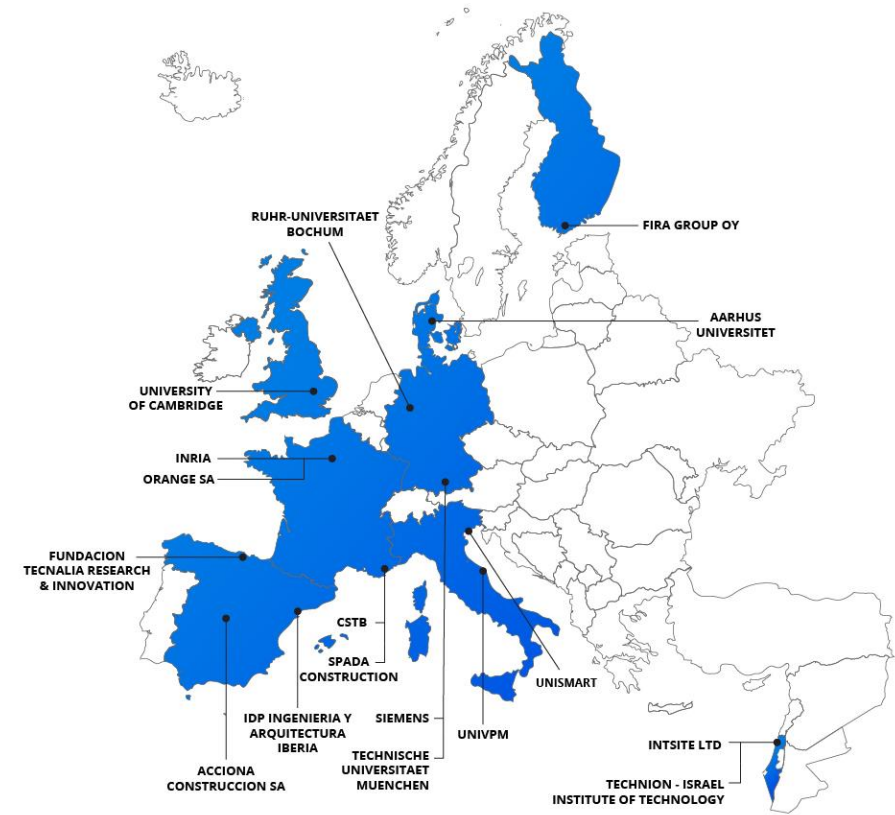 RUHR-UNIVERSITAET
BOCHUM
FIRA GROUP OY
AARHUS
UNIVERSITET
UNIVERSITY
OF CAMBRIDGE
INRIA
ORANGE SA
FUNDACION
TECNALIA RESEARCH
& INNOVATION
CSTB
SPADA
CONSTRUCTION
UNISMART
IDP INGENIERIA Y
ARQUITECTURA
IBERIA
SIEMENS
UNIVPM
ACCIONA
CONSTRUCCION SA
TECHNISCHE
UNIVERSITAET
MUENCHEN
INTSITE LTD
TECHNION - ISRAEL
INSTITUTE OF TECHNOLOGY